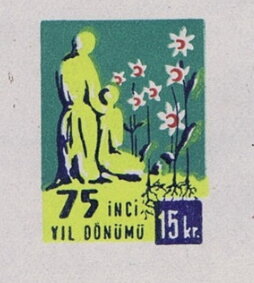 75 İNCİ
YIL DÖNÜMÜ
15 kr.